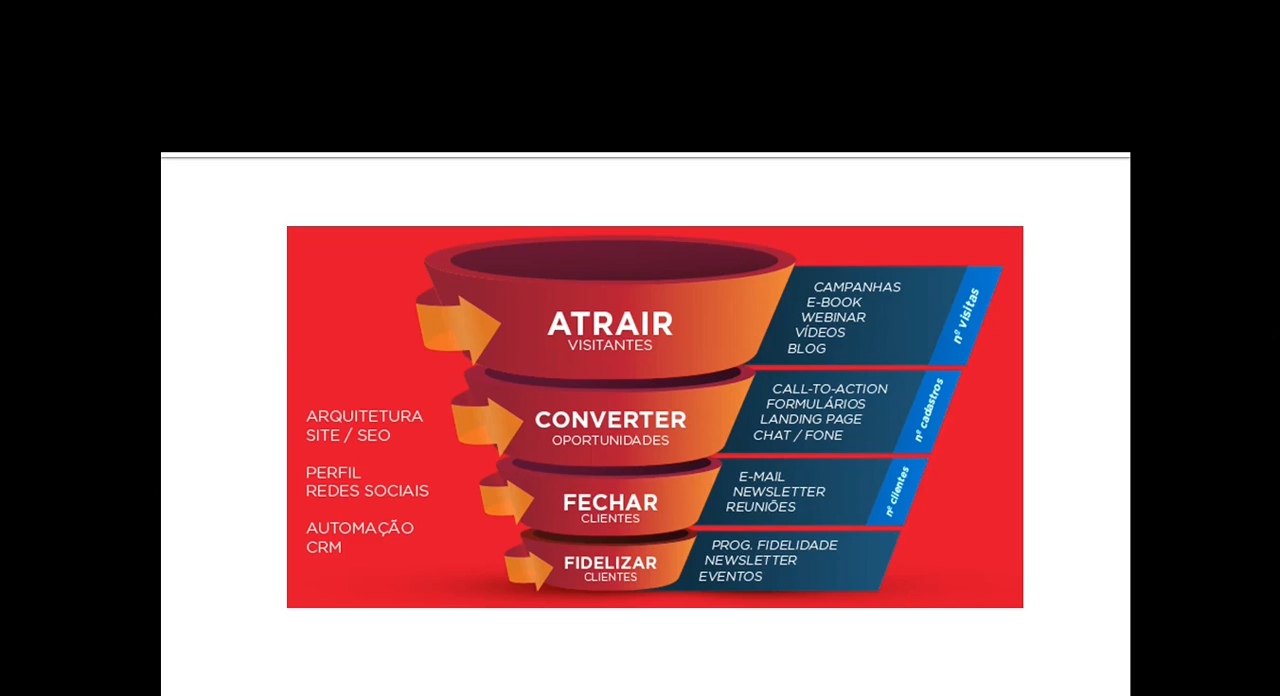 ATRAIR
VISITANTES
CAMPANHAS
E-BOOK
WEBINAR
VÍDEOS
BLOG
nº visitas
CONVERTER
OPORTUNIDADES
CALL-TO-ACTION
FORMULÁRIOS
LANDING PAGE
CHAT / FONE
nº cadastros
FECHAR
CLIENTES
E-MAIL
NEWSLETTER
REUNIÕES
nº clientes
FIDELIZAR
CLIENTES
PROG. FIDELIDADE
NEWSLETTER
EVENTOS
ARQUITETURA
SITE / SEO
PERFIL
REDES SOCIAIS
AUTOMAÇÃO
CRM